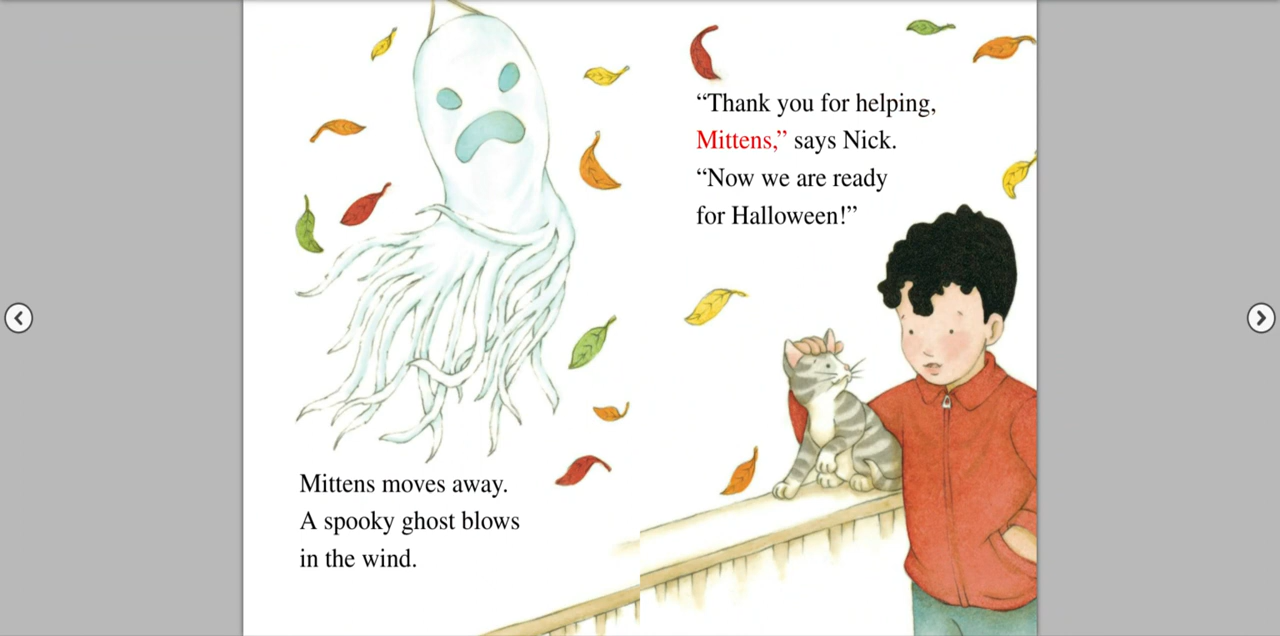 Mittens moves away.
A spooky ghost blows
in the wind.
“Thank you for helping,
Mittens,” says Nick.
“Now we are ready
for Halloween!”